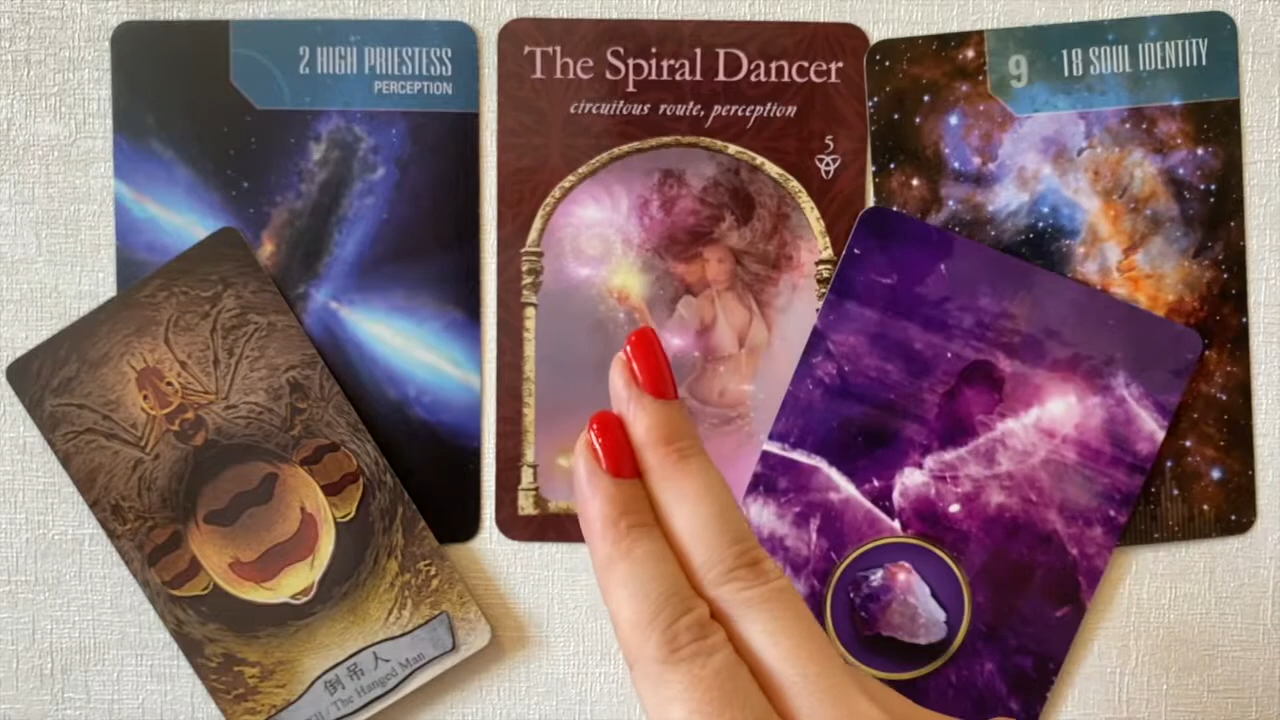 2 HIGH PRIESTESS
PERCEPTION
The Spiral Dancer
circuitous route, perception
5
9
18 SOUL IDENTITY
倒吊人
/ The Hanged Man